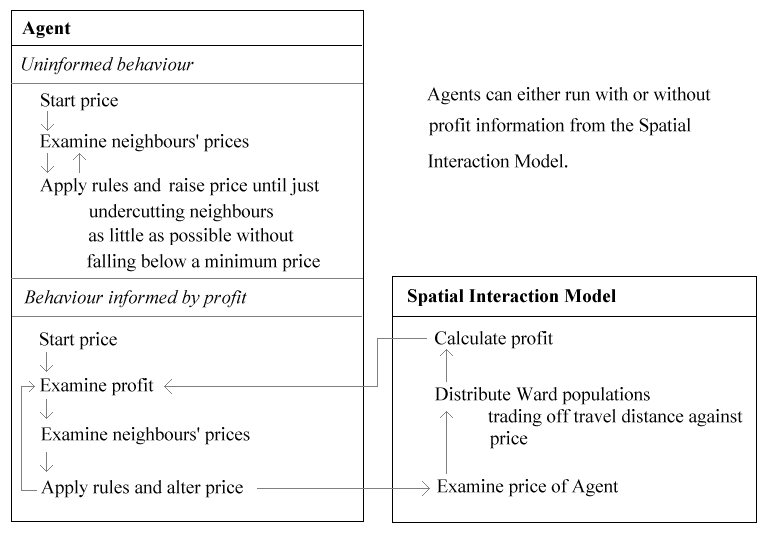 Agent
Uninformed behaviour
Start price
Examine neighbours' prices
Apply rules and raise price until just
undercutting neighbours
as little as possible without
falling below a minimum price
Agents can either run with or without
profit information from the Spatial
Interaction Model.
Behaviour informed by profit
Start price
Examine profit
Examine neighbours' prices
Apply rules and alter price
Spatial Interaction Model
Calculate profit
Distribute Ward populations
trading off travel distance against
price
Examine price of Agent